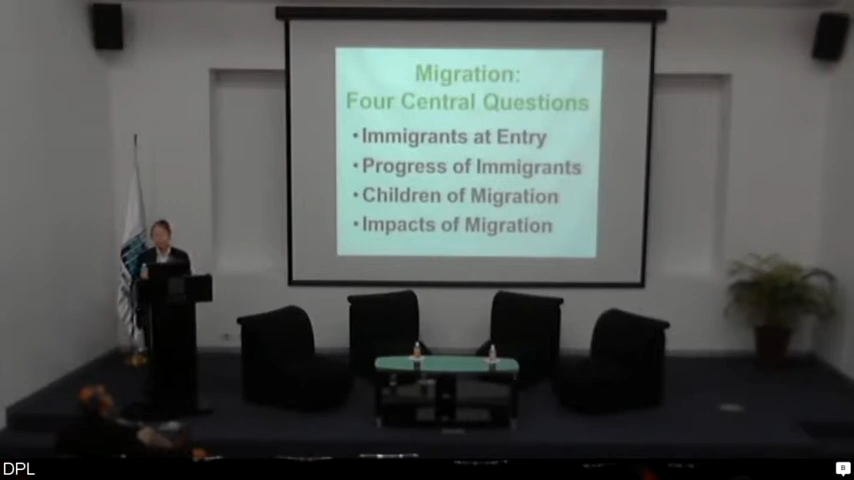 Migration:
Four Central Questions
• Immigrants at Entry
• Progress of Immigrants
• Children of Migration
• Impacts of Migration
DPL
B